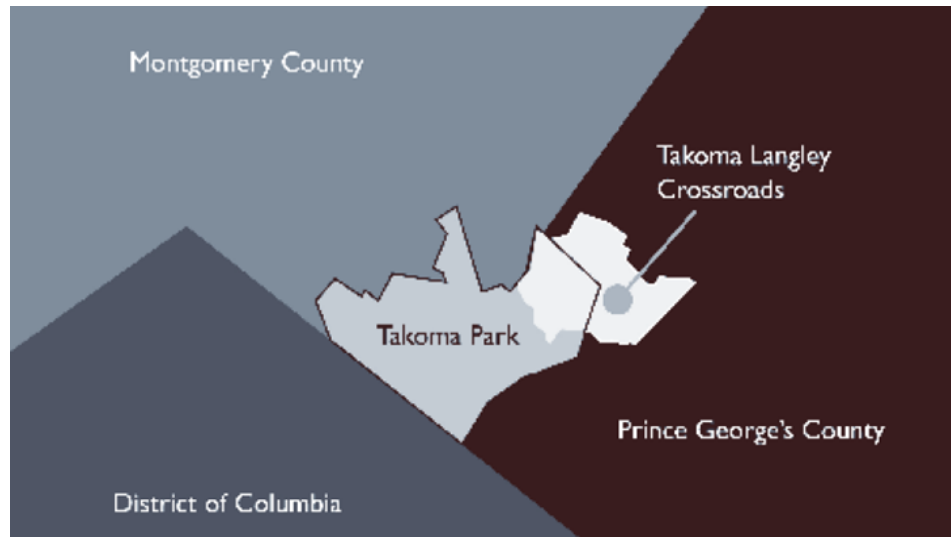 Montgomery County
Takoma Langley
Crossroads
Takoma Park
Prince George's County
District of Columbia